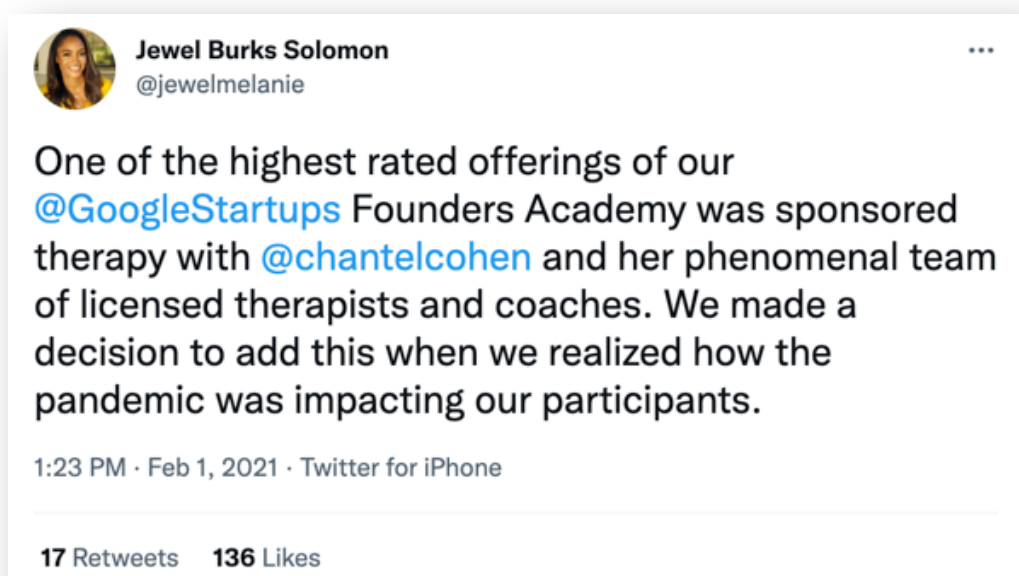 Jewel Burks Solomon
@jewelmelanie
One of the highest rated offerings of our
@GoogleStartups Founders Academy was sponsored
therapy with @chantelcohen and her phenomenal team
of licensed therapists and coaches. We made a
decision to add this when we realized how the
pandemic was impacting our participants.
1:23 PM · Feb 1, 2021 · Twitter for iPhone
17 Retweets 136 Likes